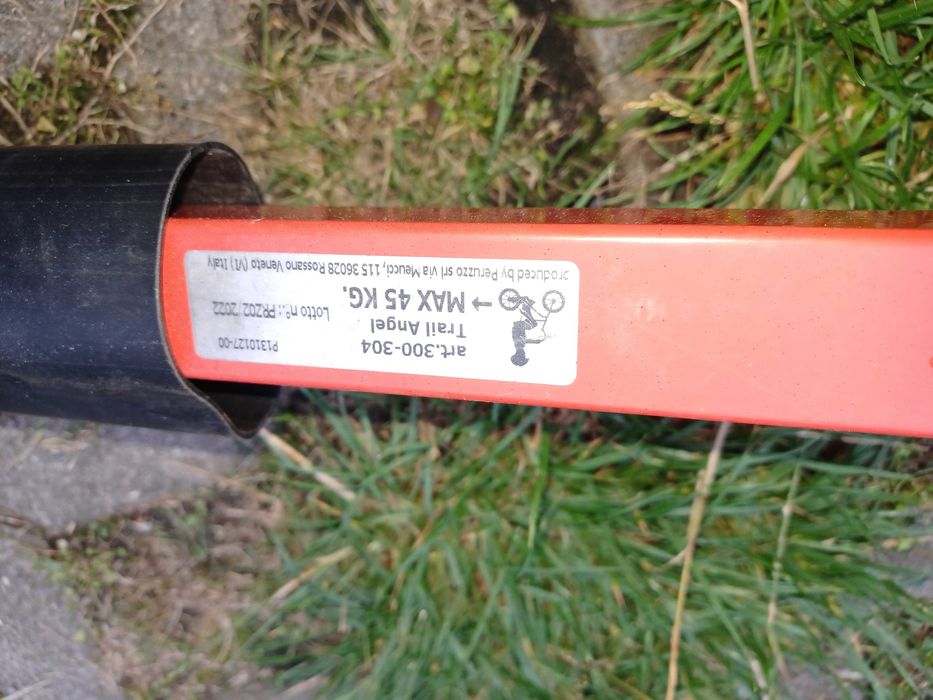 art.300-304
P1310127-00
Trail Angel
→ MAX 45 KG.
Lotto n°.: PRZ02/2022
produced by Peruzzo srl via Meucci, 115 36028 Rossano Veneto (VI) Italy